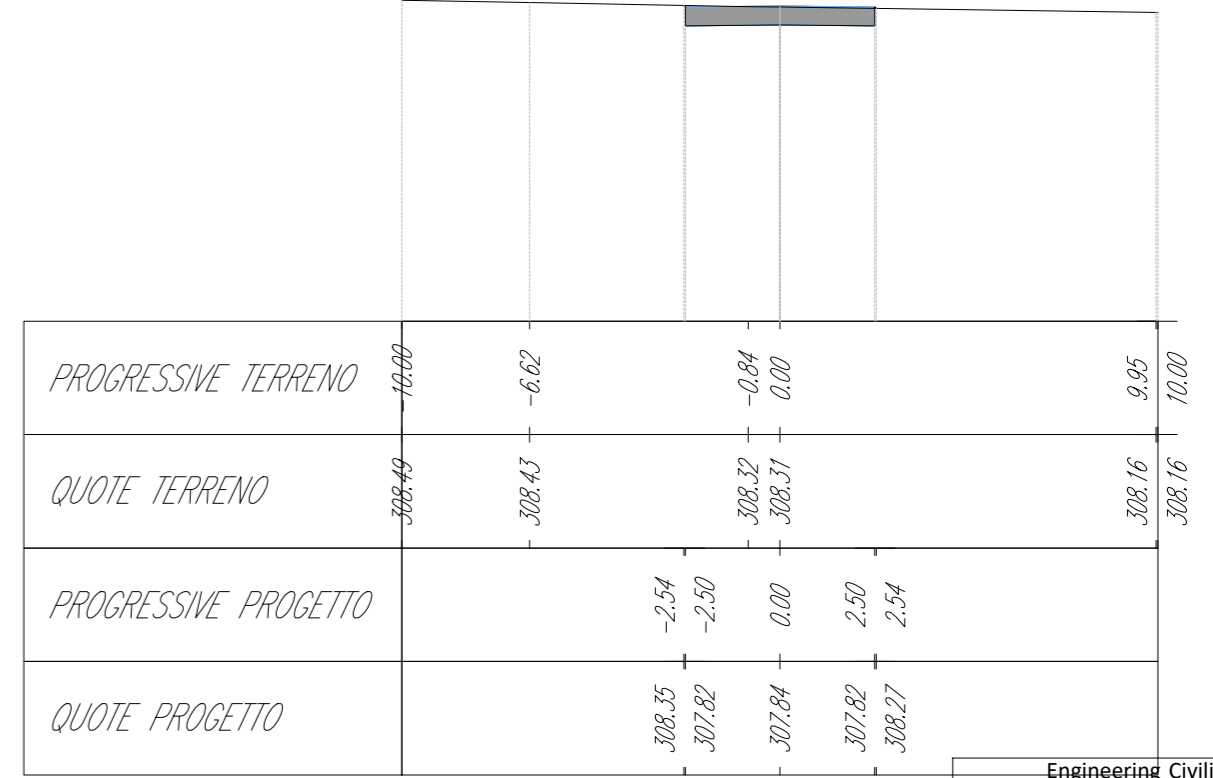 PROGRESSIVE TERRENO -10.00 -6.62 -0.84 0.00 9.95 10.00
QUOTE TERRENO 308.49 308.43 308.32 308.31 308.16 308.16
PROGRESSIVE PROGETTO -2.54 -2.50 0.00 2.50 2.54
QUOTE PROGETTO 308.35 307.82 307.84 307.82 308.27
Engineering Civili